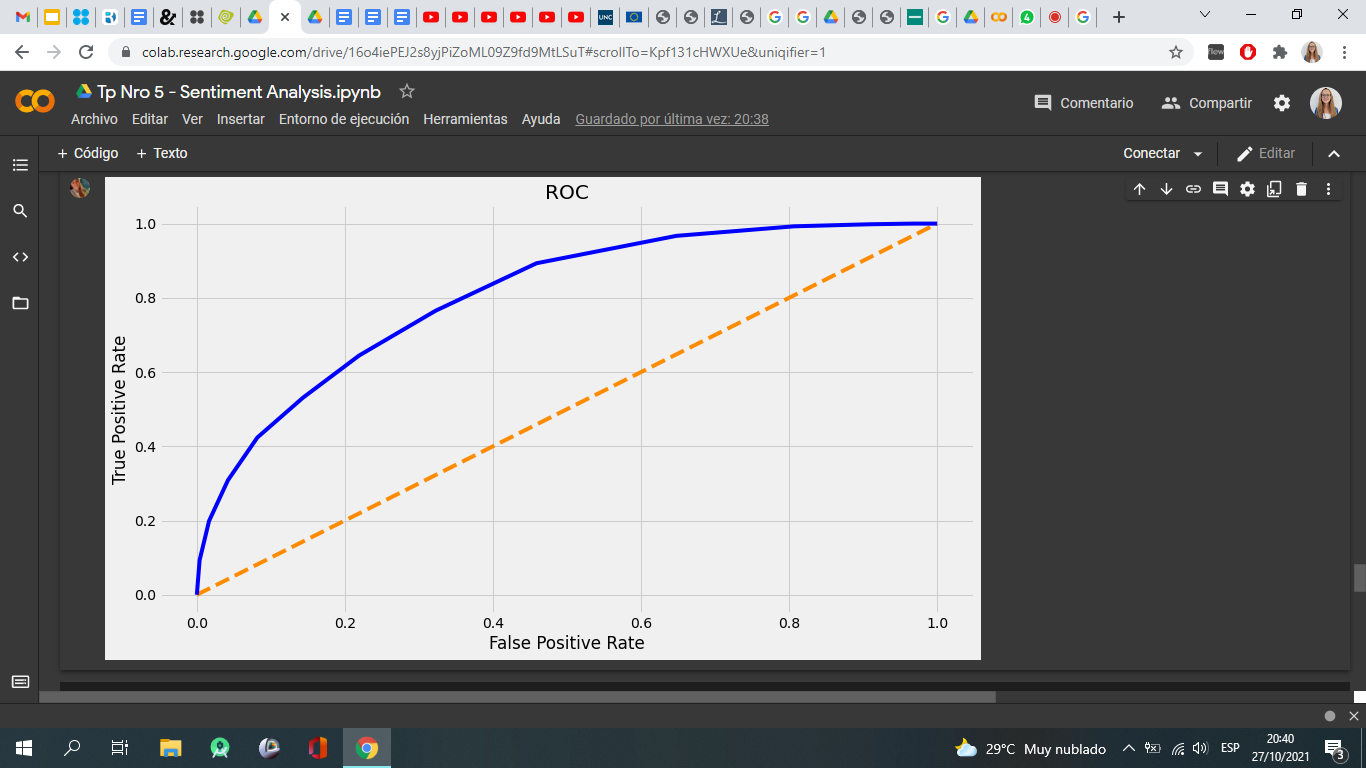 UNC
L
4
flew
colab.research.google.com/drive/16o4iePEJ2s8yjPiZoML09Z9fd9MtLSuT#scrollTo=Kpf131cHWXUe&uniqifier=1
Tp Nro 5 - Sentiment Analysis.ipynb
Comentario
Compartir
Archivo Editar Ver Insertar Entorno de ejecución Herramientas Ayuda Guardado por última vez: 20:38
+ Código + Texto
Conectar
Editar
ROC
1.0
0.8
0.6
0.4
0.2
0.0
True Positive Rate
0.0 0.2 0.4 0.6 0.8 1.0
False Positive Rate
29°C Muy nublado
ESP
20:40
27/10/2021
3